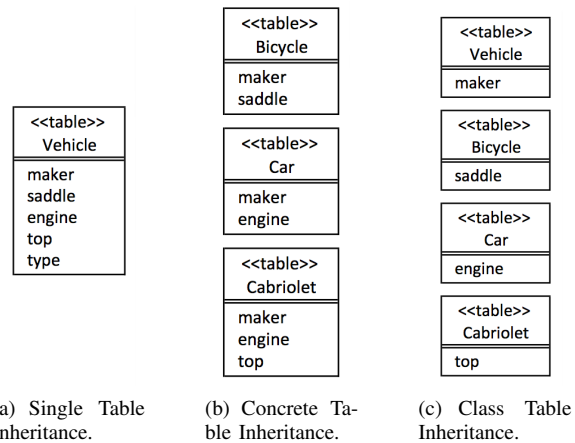 <<table>>
Vehicle
maker
saddle
engine
top
type
a) Single Table
nheritance.
<<table>>
Bicycle
maker
saddle
<<table>>
Car
maker
engine
<<table>>
Cabriolet
maker
engine
top
(b) Concrete Ta-
ble Inheritance.
<<table>>
Vehicle
maker
<<table>>
Bicycle
saddle
<<table>>
Car
engine
<<table>>
Cabriolet
top
(c) Class Table
Inheritance.